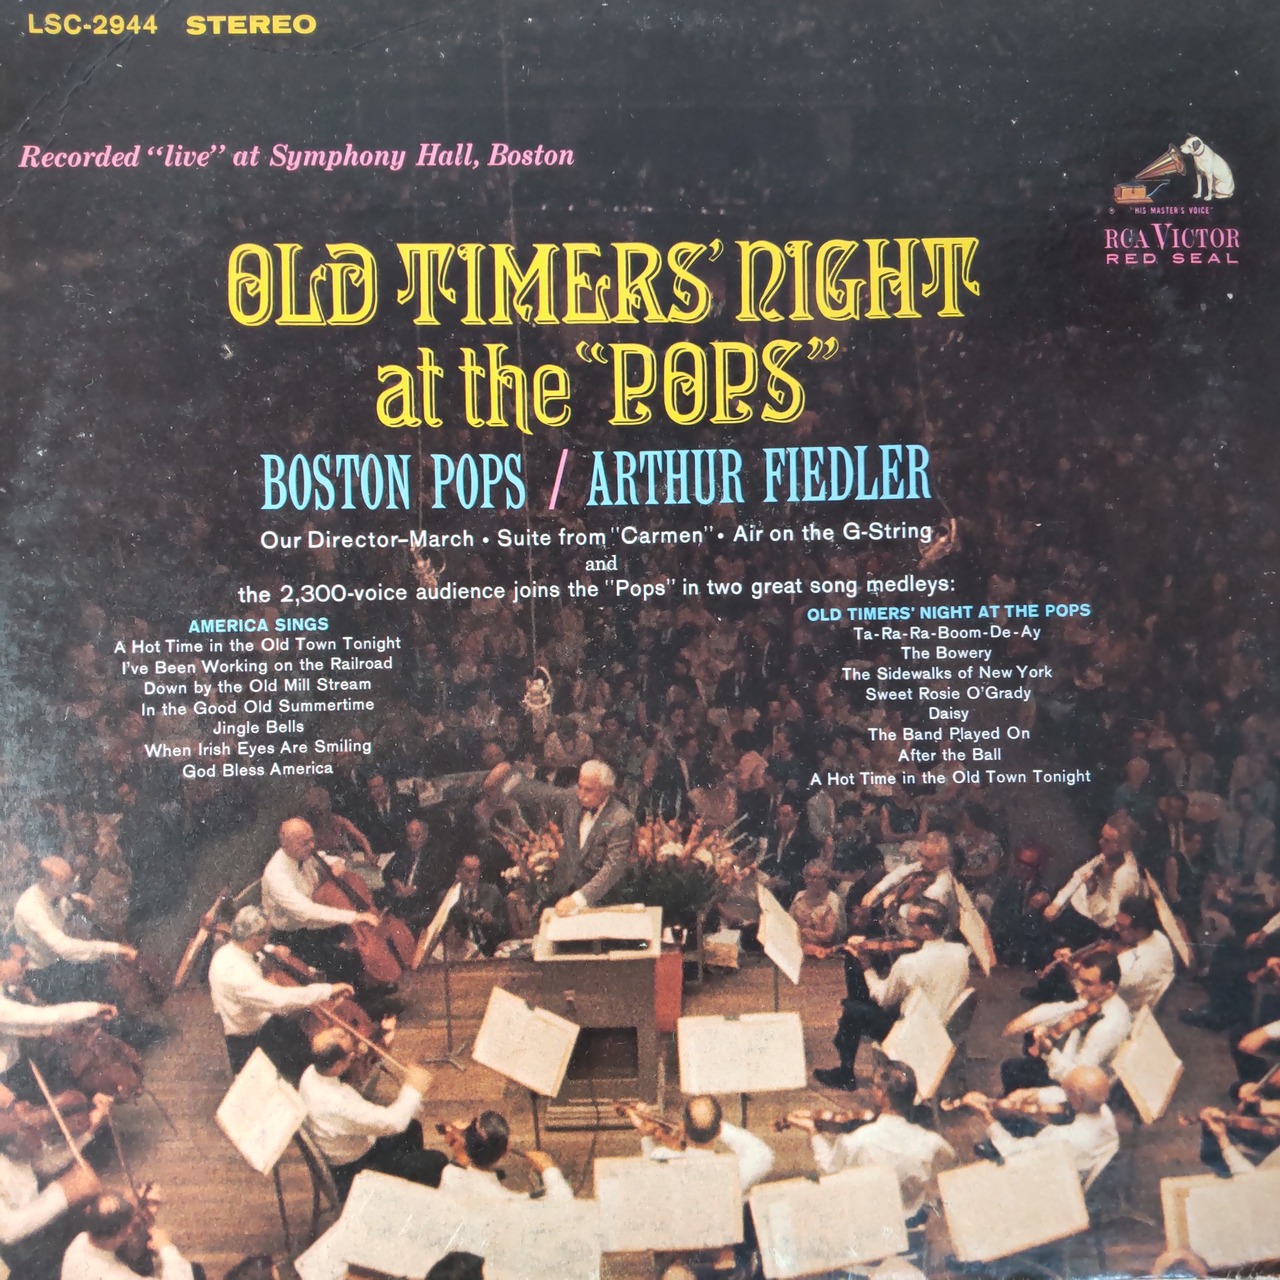 LSC-2944 STEREO
Recorded "live" at Symphony Hall, Boston
"HIS MASTER'S VOICE"
RCA VICTOR
RED SEAL
OLD TIMERS' NIGHT
at the "POPS"
BOSTON POPS / ARTHUR FIEDLER
Our Director–March • Suite from "Carmen" • Air on the G-String
and
the 2,300-voice audience joins the "Pops" in two great song medleys:
AMERICA SINGS
A Hot Time in the Old Town Tonight
I've Been Working on the Railroad
Down by the Old Mill Stream
In the Good Old Summertime
Jingle Bells
When Irish Eyes Are Smiling
God Bless America
OLD TIMERS' NIGHT AT THE POPS
Ta-Ra-Ra-Boom-De-Ay
The Bowery
The Sidewalks of New York
Sweet Rosie O'Grady
Daisy
The Band Played On
After the Ball
A Hot Time in the Old Town Tonight